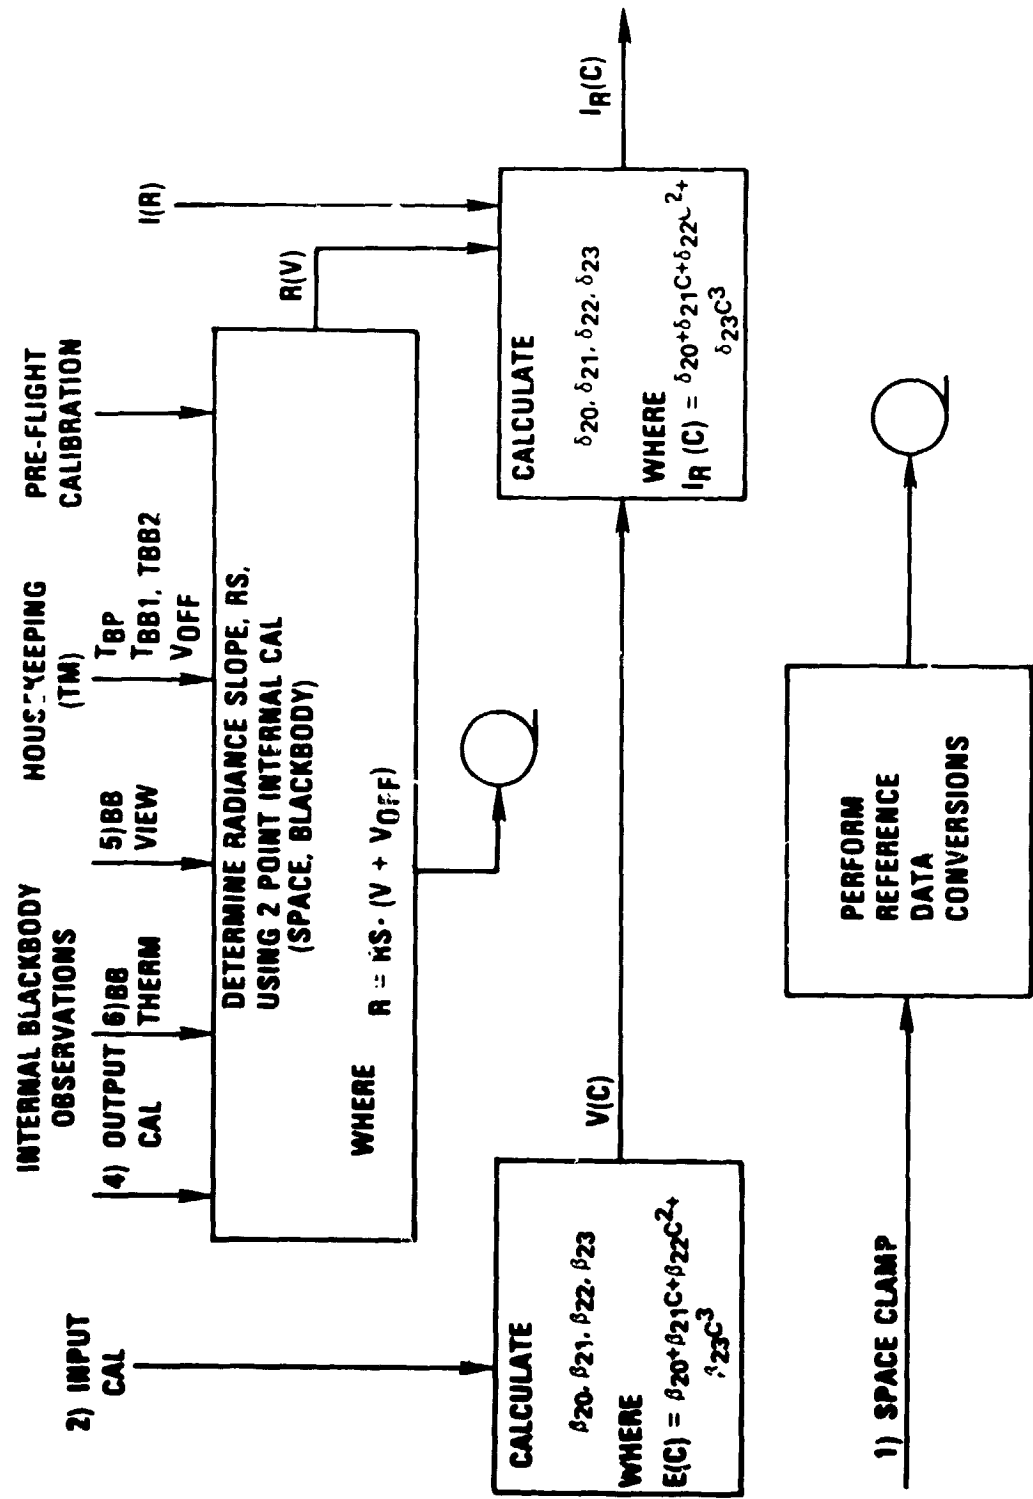 INTERNAL BLACKBODY
OBSERVATIONS
HOUSEKEEPING
(TM)
PRE-FLIGHT
CALIBRATION
2) INPUT
CAL
4) OUTPUT
CAL
(6)BB
THERM
5)BB
VIEW
TBP
TBB1, TBB2
VOFF
DETERMINE RADIANCE SLOPE, RS,
USING 2 POINT INTERNAL CAL
(SPACE, BLACKBODY)
WHERE
R = RS· (V + VOFF)
R(V)
I(R)
CALCULATE
β20, β21, β22, β23
WHERE
E(C) = β20+β21C+β22C²+
β23C³
V(C)
CALCULATE
δ20, δ21, δ22, δ23
WHERE
IR (C) = δ20+δ21C+δ22C²+
δ23C³
IR(C)
1) SPACE CLAMP
PERFORM
REFERENCE
DATA
CONVERSIONS